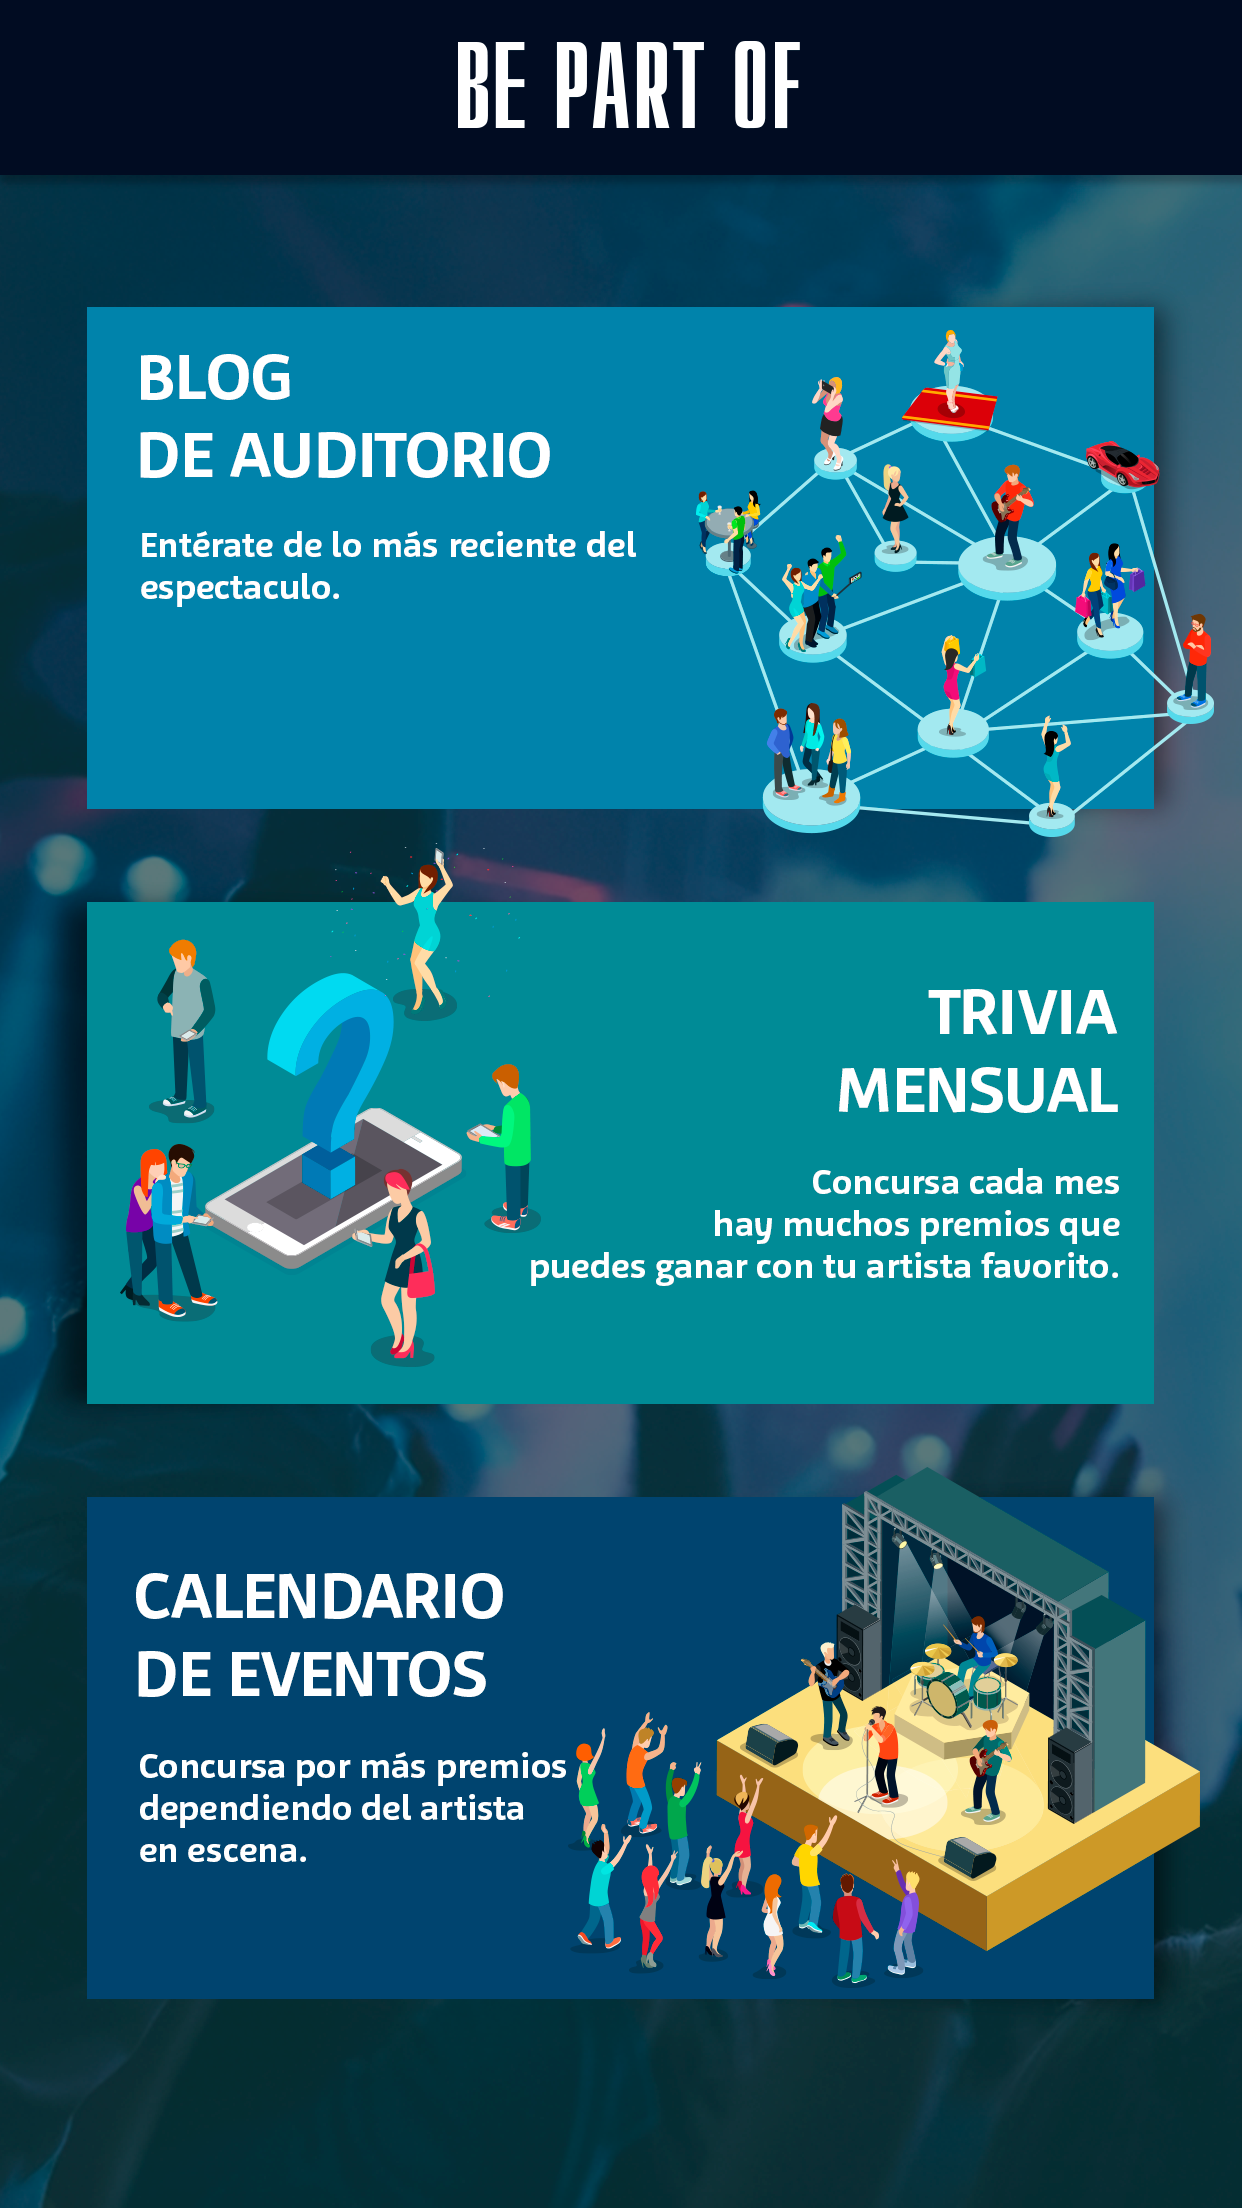 BE PART OF
BLOG
DE AUDITORIO
Entérate de lo más reciente del
espectaculo.
TRIVIA
MENSUAL
Concursa cada mes
hay muchos premios que
puedes ganar con tu artista favorito.
CALENDARIO
DE EVENTOS
Concursa por más premios
dependiendo del artista
en escena.